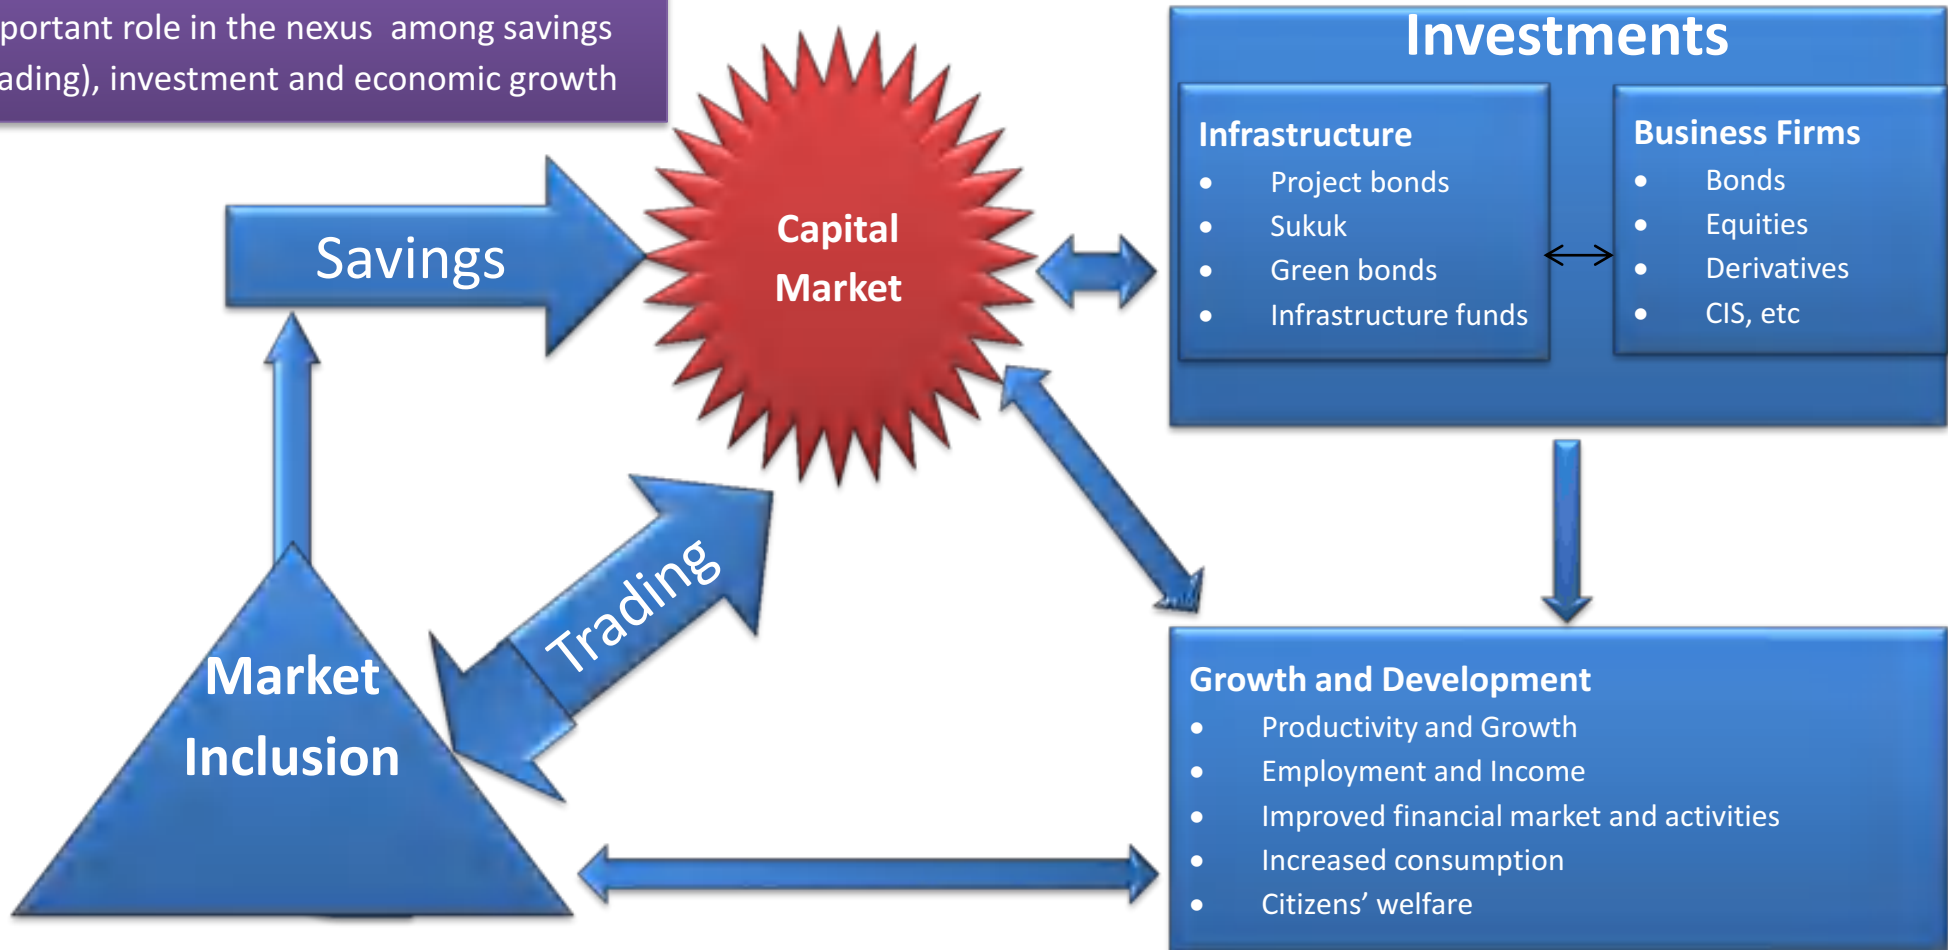 portant role in the nexus among savings
ading), investment and economic growth
Savings
Capital
Market
Investments
Infrastructure
• Project bonds
• Sukuk
• Green bonds
• Infrastructure funds
Business Firms
• Bonds
• Equities
• Derivatives
• CIS, etc
Trading
Market
Inclusion
Growth and Development
• Productivity and Growth
• Employment and Income
• Improved financial market and activities
• Increased consumption
• Citizens’ welfare